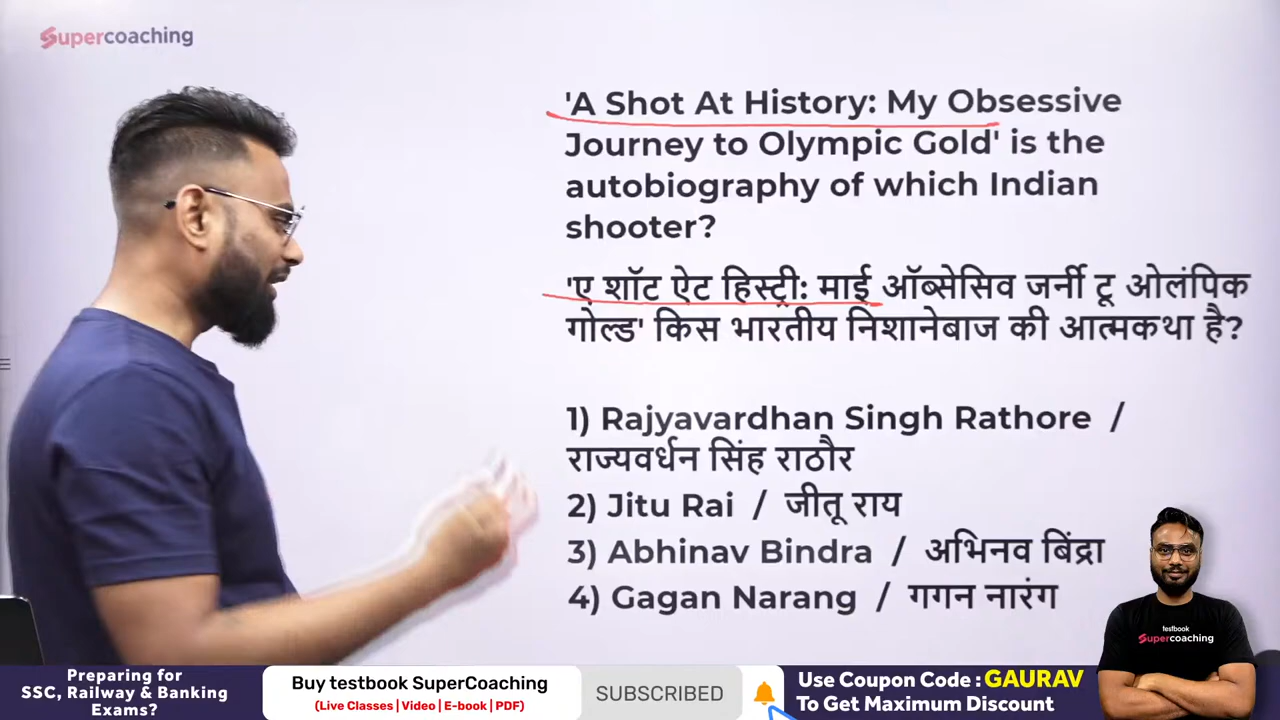 Supercoaching
'A Shot At History: My Obsessive
Journey to Olympic Gold' is the
autobiography of which Indian
shooter?
'ए शॉट ऐट हिस्ट्री: माई ऑब्सेसिव जर्नी टू ओलंपिक
गोल्ड' किस भारतीय निशानेबाज की आत्मकथा है?
1) Rajyavardhan Singh Rathore /
राज्यवर्धन सिंह राठौर
2) Jitu Rai / जीतू राय
3) Abhinav Bindra / अभिनव बिंद्रा
4) Gagan Narang / गगन नारंग
testbook
Supercoaching
Preparing for
SSC, Railway & Banking
Exams?
Buy testbook SuperCoaching
(Live Classes | Video | E-book | PDF)
SUBSCRIBED
Use Coupon Code : GAURAV
To Get Maximum Discount